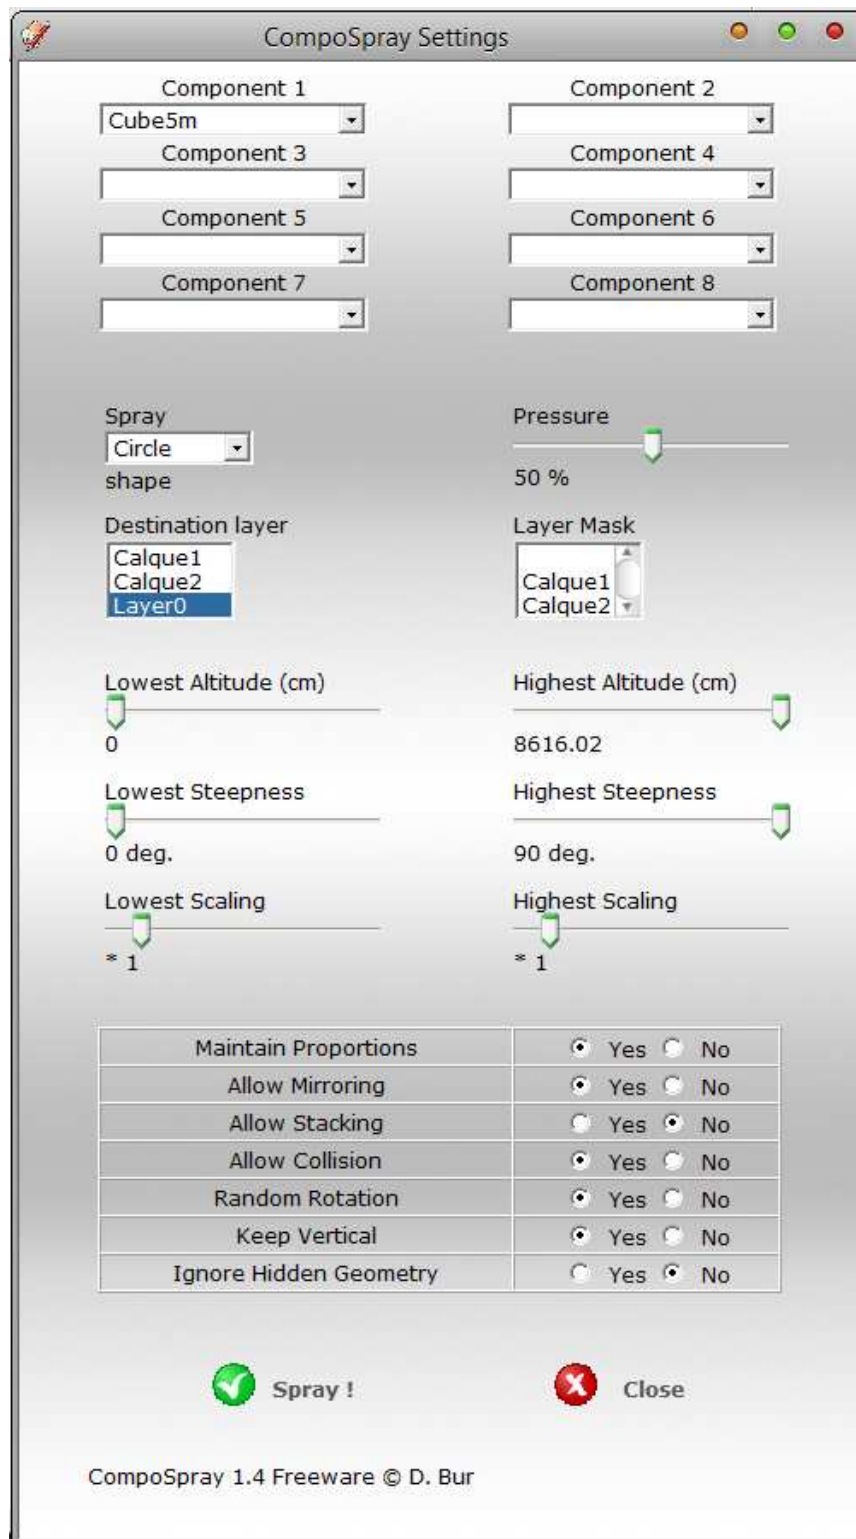 CompoSpray Settings
Component 1 Component 2
Cube5m
Component 3 Component 4
Component 5 Component 6
Component 7 Component 8
Spray Pressure
Circle
shape 50 %
Destination layer Layer Mask
Calque1
Calque2 Calque1
Layer0 Calque2
Lowest Altitude (cm) Highest Altitude (cm)
0 8616.02
Lowest Steepness Highest Steepness
0 deg. 90 deg.
Lowest Scaling Highest Scaling
* 1 * 1
Maintain Proportions Yes No
Allow Mirroring Yes No
Allow Stacking Yes No
Allow Collision Yes No
Random Rotation Yes No
Keep Vertical Yes No
Ignore Hidden Geometry Yes No
Spray ! Close
CompoSpray 1.4 Freeware © D. Bur